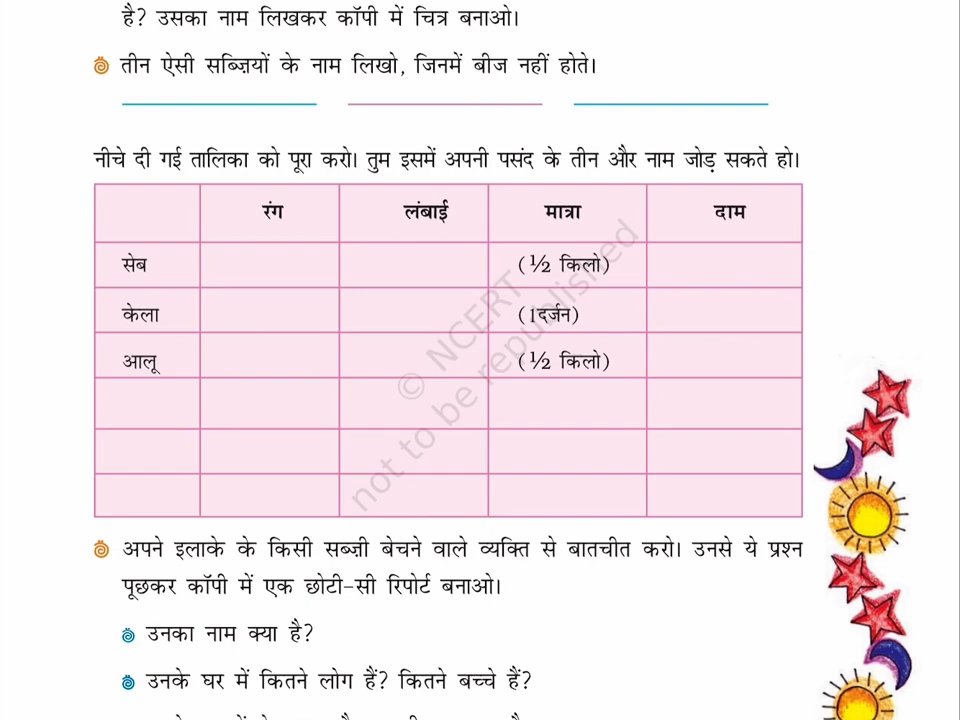 है? उसका नाम लिखकर कॉपी में चित्र बनाओ।
तीन ऐसी सब्ज़ियों के नाम लिखो, जिनमें बीज नहीं होते।
नीचे दी गई तालिका को पूरा करो। तुम इसमें अपनी पसंद के तीन और नाम जोड़ सकते हो।
रंग लंबाई मात्रा दाम
सेब (½ किलो)
केला (1दर्जन)
आलू (½ किलो)
© NCERT
not to be republished
अपने इलाके के किसी सब्ज़ी बेचने वाले व्यक्ति से बातचीत करो। उनसे ये प्रश्न
पूछकर कॉपी में एक छोटी-सी रिपोर्ट बनाओ।
उनका नाम क्या है?
उनके घर में कितने लोग हैं? कितने बच्चे हैं?